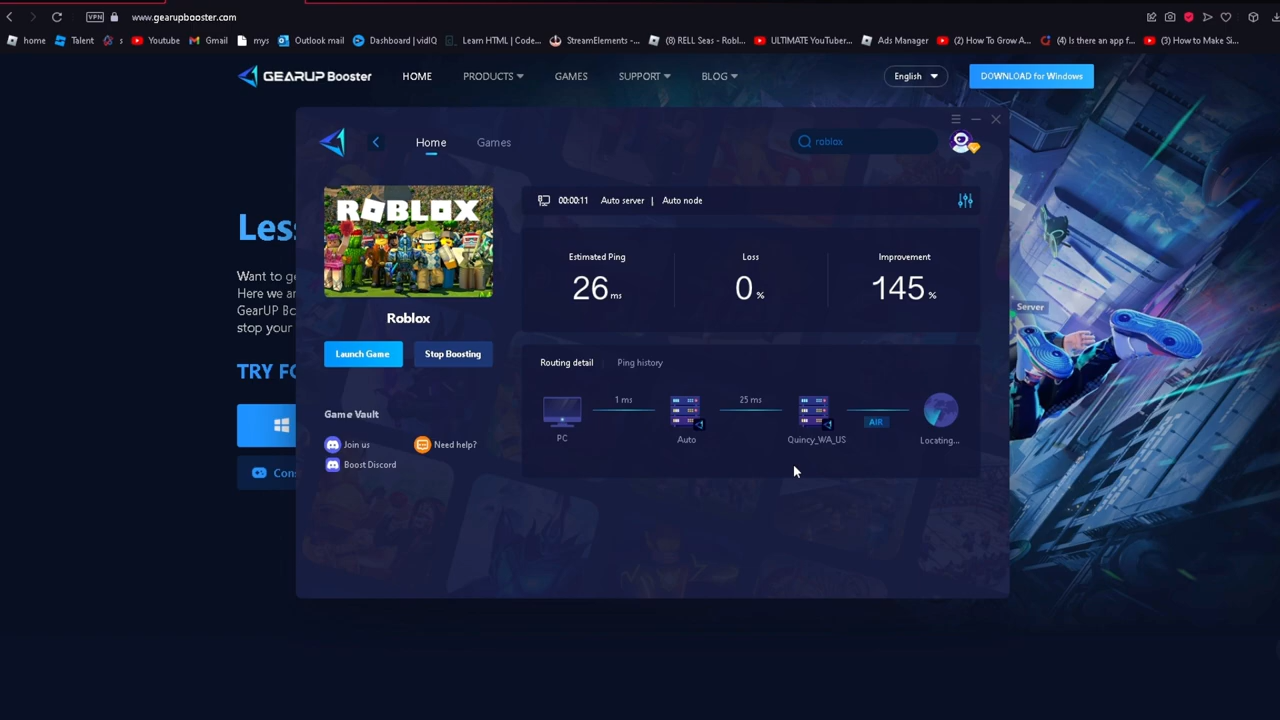 VPN www.gearupbooster.com
home Talent s Youtube Gmail mys Outlook mail Dashboard | vidIQ Learn HTML | Code... StreamElements -... (8) RELL Seas - Robl... ULTIMATE YouTuber... Ads Manager (2) How To Grow A... (4) Is there an app f... (3) How to Make Si...
GEARUP Booster HOME PRODUCTS GAMES SUPPORT BLOG English DOWNLOAD for Windows
Home Games roblox
ROBLOX
00:00:11 Auto server | Auto node
Les
Want to ge
Here we ar
GearUP Bo
stop your
Estimated Ping Loss Improvement
26 ms 0 % 145 %
Server
Roblox
Launch Game Stop Boosting
TRY FO
Routing detail Ping history
1 ms 25 ms
AIR
PC Auto Quincy_WA_US Locating...
Game Vault
Join us Need help?
Boost Discord
Cons